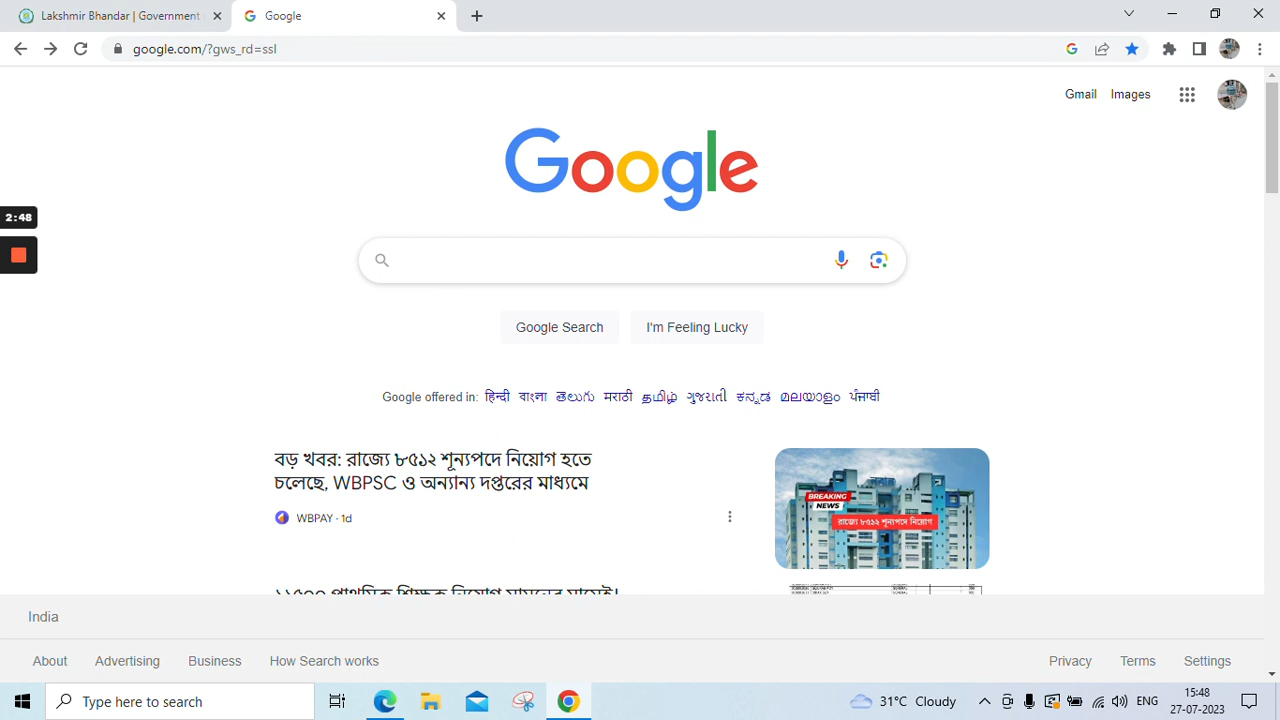 Lakshmir Bhandar | Government
Google
google.com/?gws_rd=ssl
Gmail Images
Google
2:48
Google Search I'm Feeling Lucky
Google offered in: हिन्दी বাংলা తెలుగు मराठी தமிழ் ગુજરાતી ಕನ್ನಡ മലയാളം ਪੰਜਾਬੀ
বড় খবর: রাজ্যে ৮৫১২ শূন্যপদে নিয়োগ হতে
চলেছে, WBPSC ও অন্যান্য দপ্তরের মাধ্যমে
WBPAY · 1d
BREAKING
NEWS
রাজ্যে ৮৫১২ শূন্যপদে নিয়োগ
India
About Advertising Business How Search works Privacy Terms Settings
Type here to search
31°C Cloudy
ENG
15:48
27-07-2023